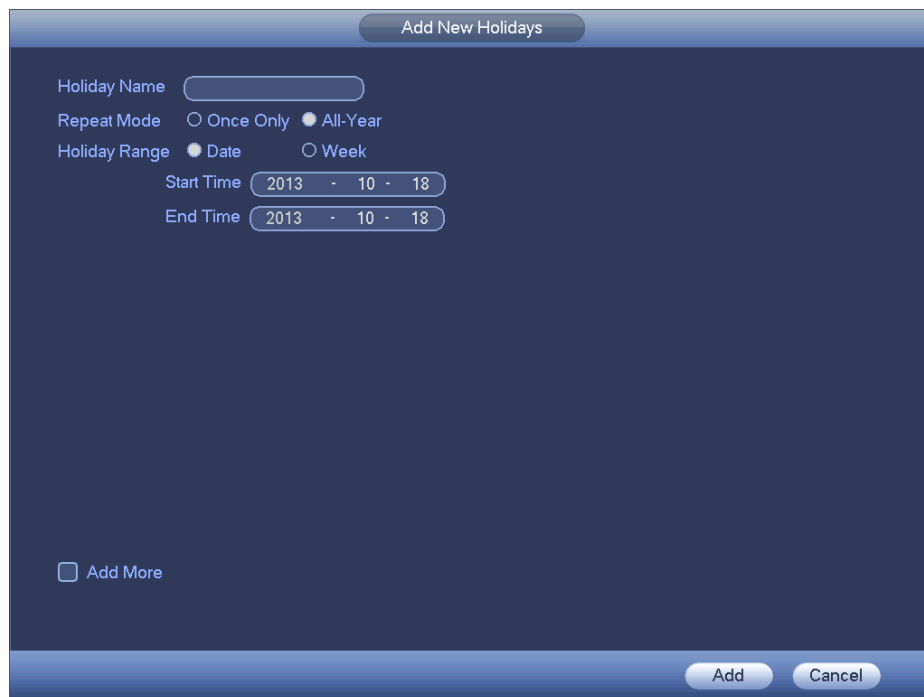 Add New Holidays
Holiday Name
Repeat Mode Once Only All-Year
Holiday Range Date Week
Start Time 2013 - 10 - 18
End Time 2013 - 10 - 18
Add More
Add Cancel